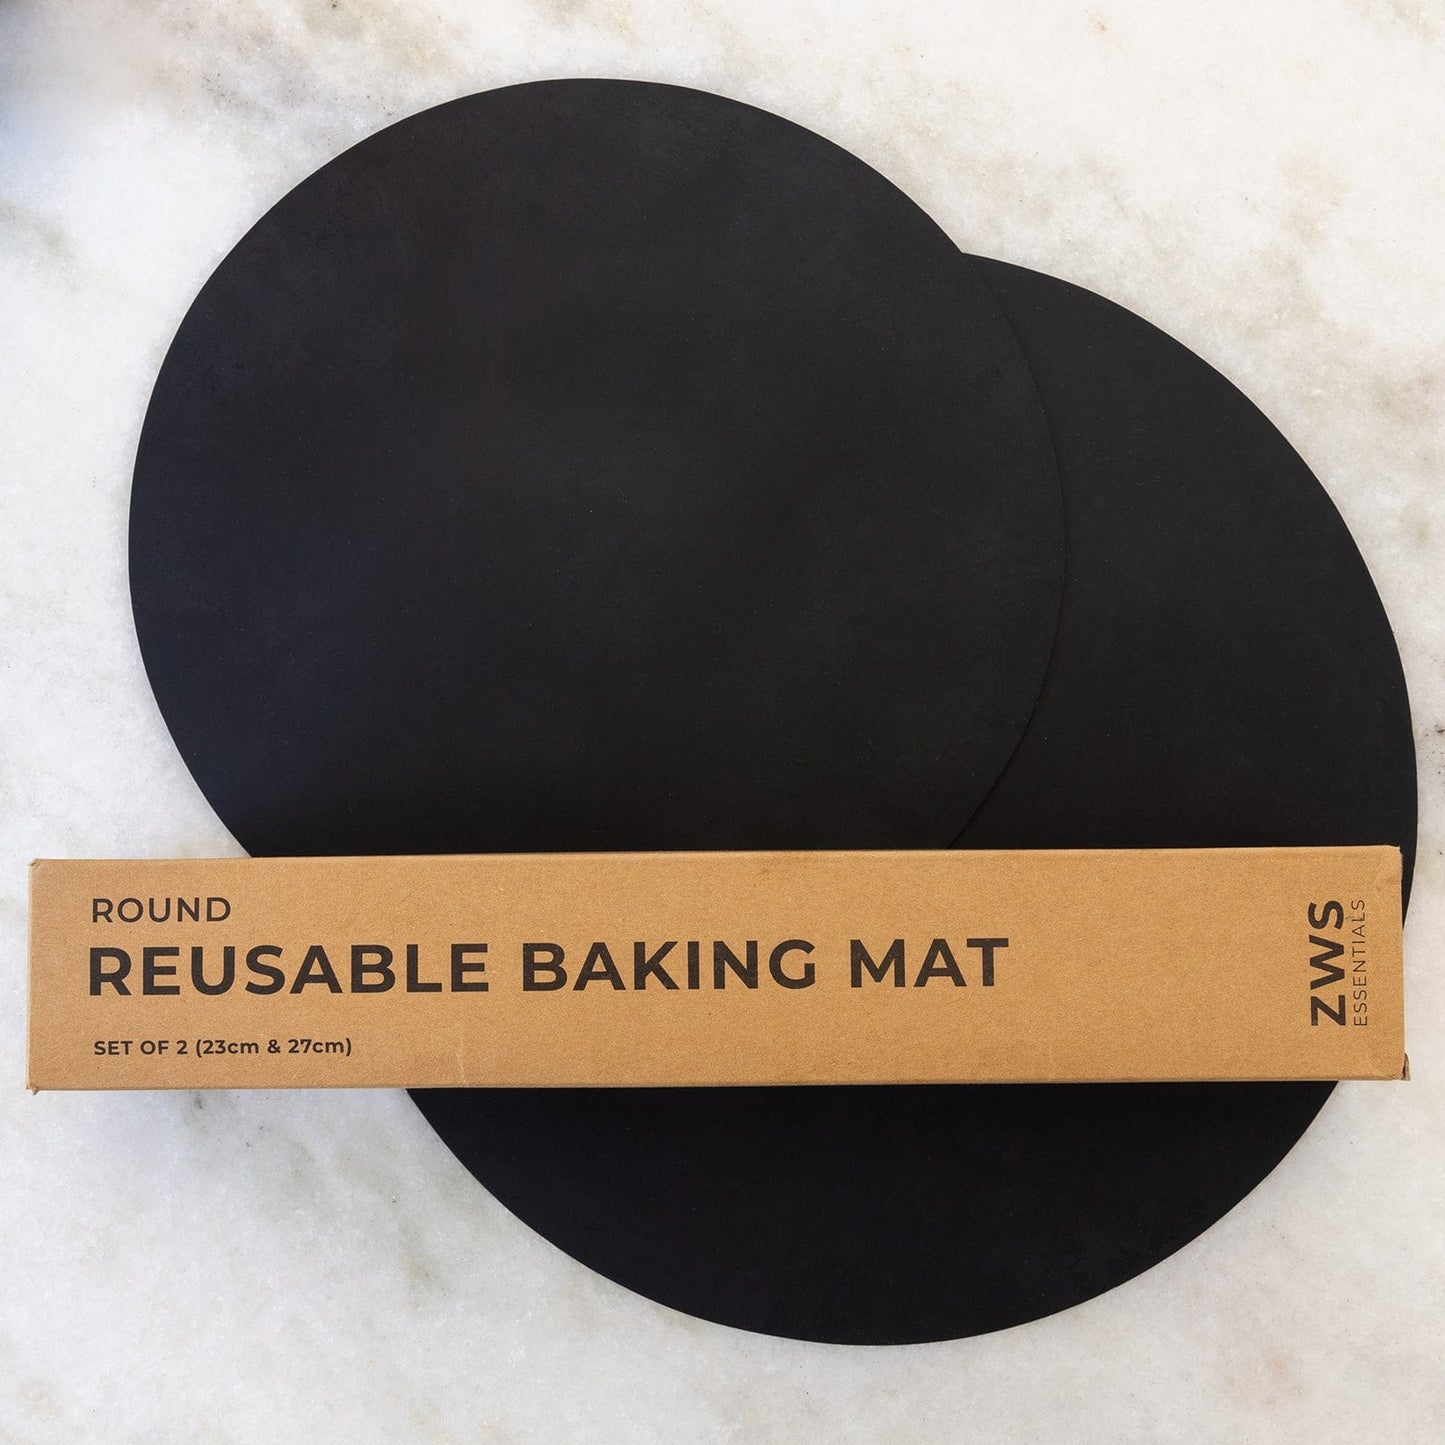 ROUND
REUSABLE BAKING MAT
SET OF 2 (23cm & 27cm)
ZWS
ESSENTIALS